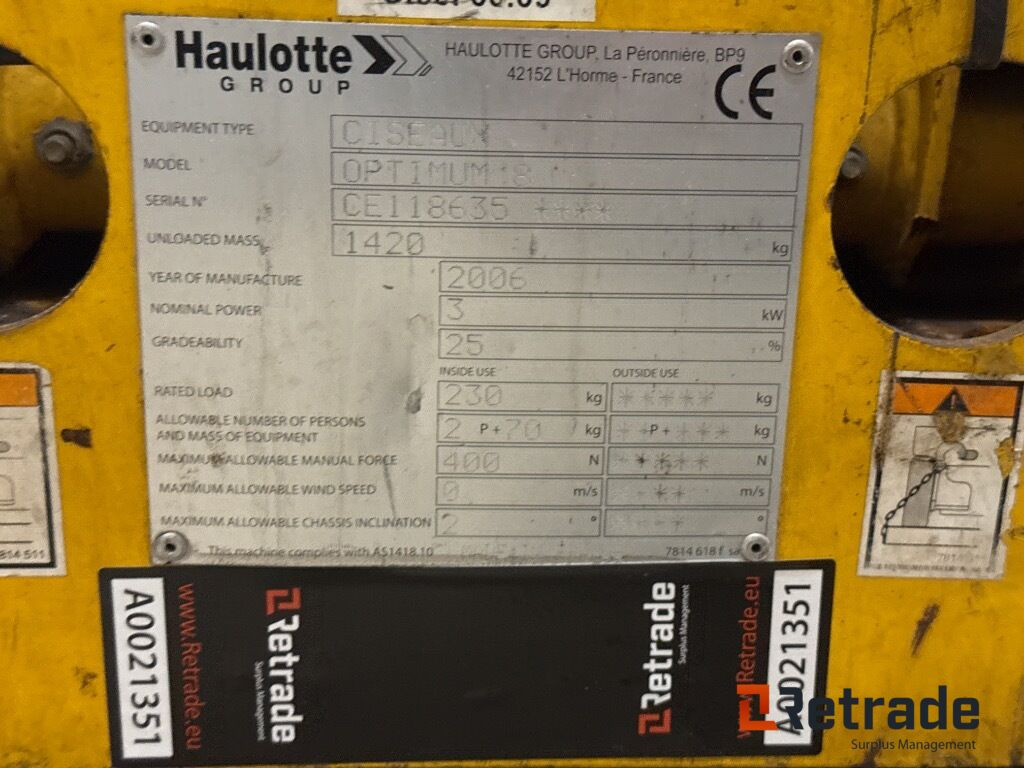 Haulotte
GROUP
HAULOTTE GROUP, La Péronnière, BP9
42152 L'Horme - France
CE
EQUIPMENT TYPE CISEAUX
MODEL OPTIMUM 8
SERIAL N° CE118635 ****
UNLOADED MASS 1420 kg
YEAR OF MANUFACTURE 2006
NOMINAL POWER 3 kW
GRADEABILITY 25 %
INSIDE USE OUTSIDE USE
RATED LOAD 230 kg ***** kg
ALLOWABLE NUMBER OF PERSONS
AND MASS OF EQUIPMENT 2 P+ 70 kg * *P+ *** kg
MAXIMUM ALLOWABLE MANUAL FORCE 400 N ***** N
MAXIMUM ALLOWABLE WIND SPEED 0 m/s ** m/s
MAXIMUM ALLOWABLE CHASSIS INCLINATION 2 ° *** °
This machine complies with AS1418.10 7814 618 f sa
7814 511
A0021351
www.Retrade.eu
Retrade
Surplus Management
Retrade
Surplus Management
www.Retrade.eu
A0021351
Retrade
Surplus Management